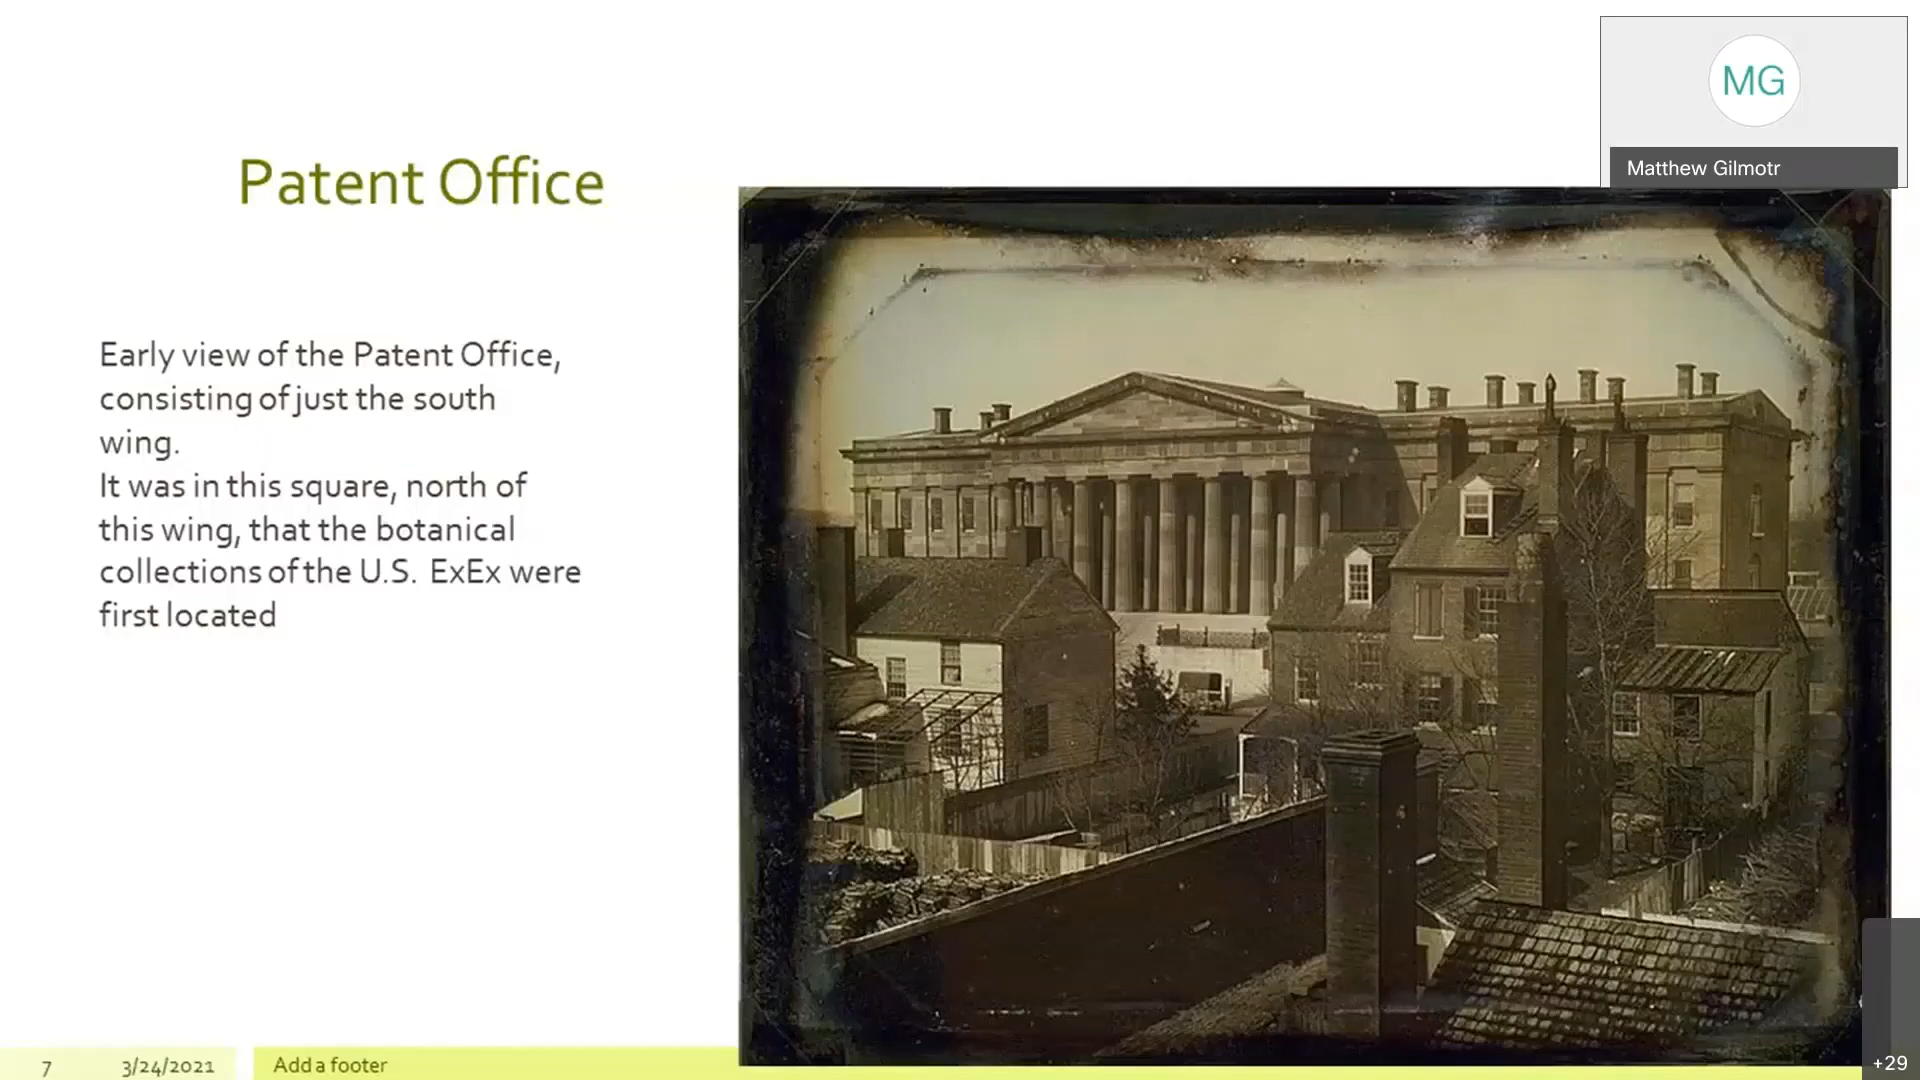 MG
Matthew Gilmotr
Patent Office
Early view of the Patent Office,
consisting of just the south
wing.
It was in this square, north of
this wing, that the botanical
collections of the U.S. ExEx were
first located
7
3/24/2021
Add a footer
+29